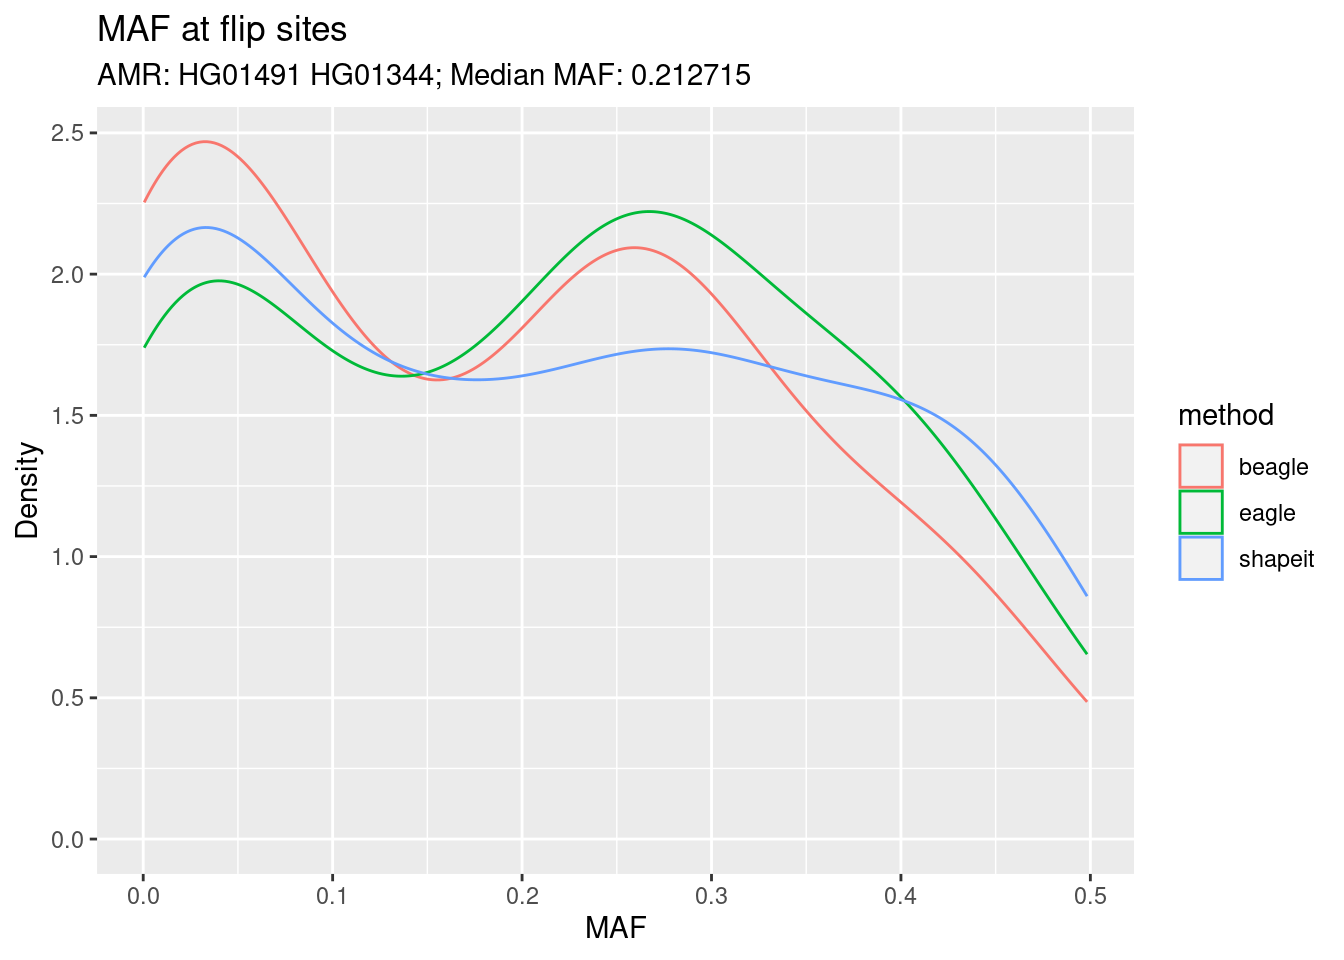 MAF at flip sites
AMR: HG01491 HG01344; Median MAF: 0.212715
2.5
2.0
1.5
1.0
0.5
0.0
Density
0.0 0.1 0.2 0.3 0.4 0.5
MAF
method
beagle
eagle
shapeit